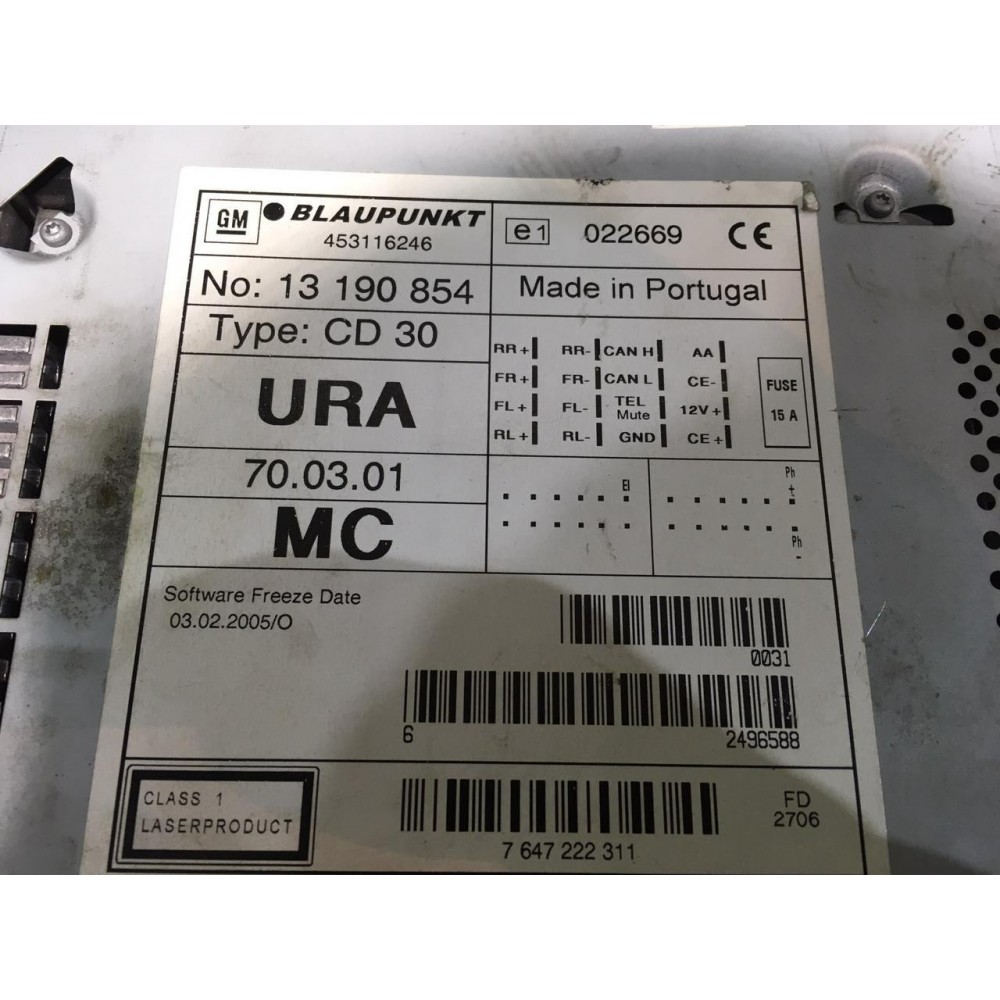 GM BLAUPUNKT
453116246
e1 022669 CE
No: 13 190 854
Made in Portugal
Type: CD 30
URA
70.03.01
MC
RR+ RR- CAN H AA
FR+ FR- CAN L CE-
FL+ FL- TEL Mute 12V+
RL+ RL- GND CE+
FUSE
15 A
El
Ph
+
Ph
-
Software Freeze Date
03.02.2005/O
0031
6 2496588
CLASS 1
LASERPRODUCT
7 647 222 311
FD
2706